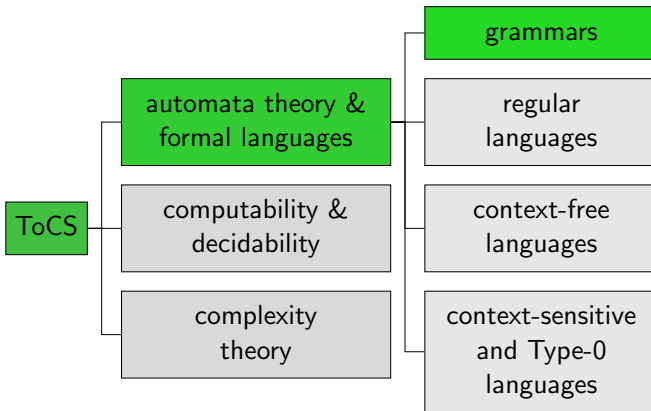 ToCS
automata theory &
formal languages
computability &
decidability
complexity
theory
grammars
regular
languages
context-free
languages
context-sensitive
and Type-0
languages